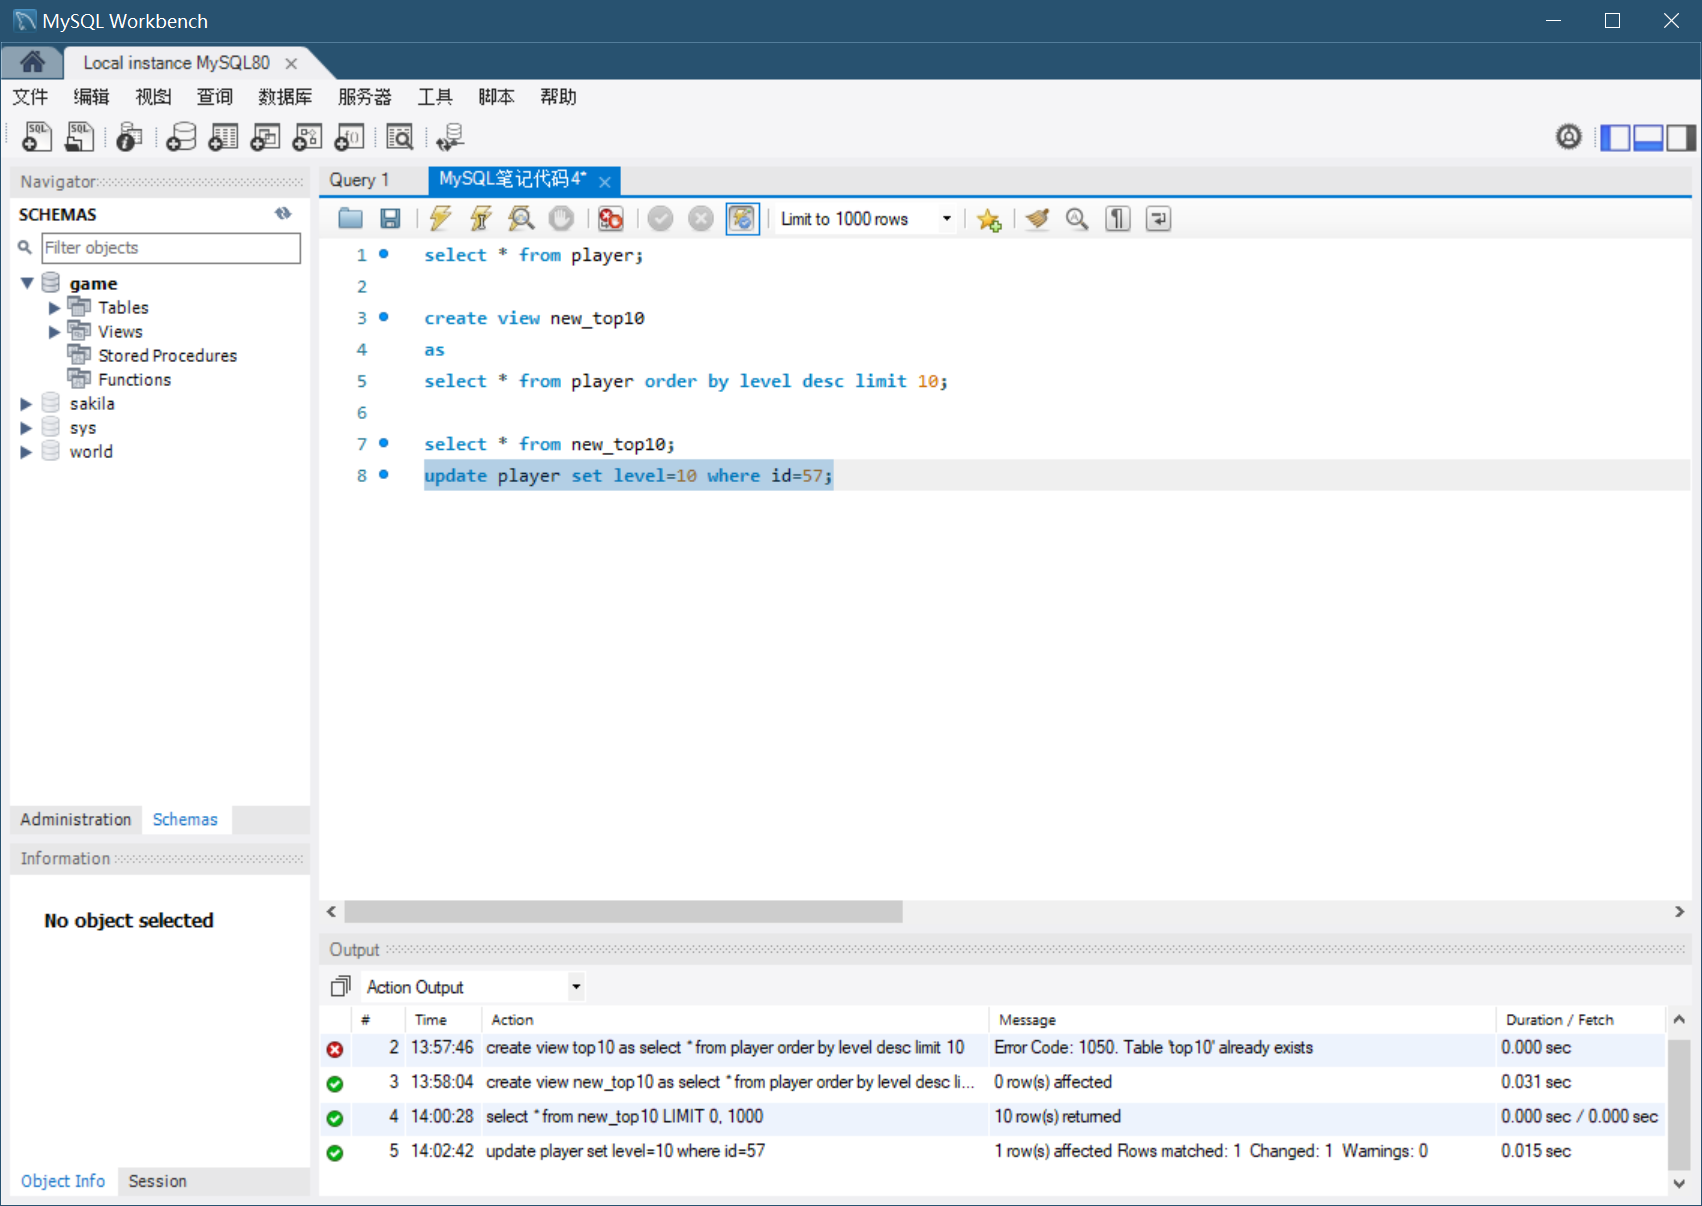 MySQL Workbench
Local instance MySQL80
文件 编辑 视图 查询 数据库 服务器 工具 脚本 帮助
Navigator
SCHEMAS
Filter objects
game
Tables
Views
Stored Procedures
Functions
sakila
sys
world
Administration Schemas
Information
No object selected
Object Info Session
Query 1 MySQL笔记代码4*
Limit to 1000 rows
1 select * from player;
2
3 create view new_top10
4 as
5 select * from player order by level desc limit 10;
6
7 select * from new_top10;
8 update player set level=10 where id=57;
Output
Action Output
# Time Action Message Duration / Fetch
2 13:57:46 create view top10 as select * from player order by level desc limit 10 Error Code: 1050. Table 'top10' already exists 0.000 sec
3 13:58:04 create view new_top10 as select * from player order by level desc li... 0 row(s) affected 0.031 sec
4 14:00:28 select * from new_top10 LIMIT 0, 1000 10 row(s) returned 0.000 sec / 0.000 sec
5 14:02:42 update player set level=10 where id=57 1 row(s) affected Rows matched: 1 Changed: 1 Warnings: 0 0.015 sec